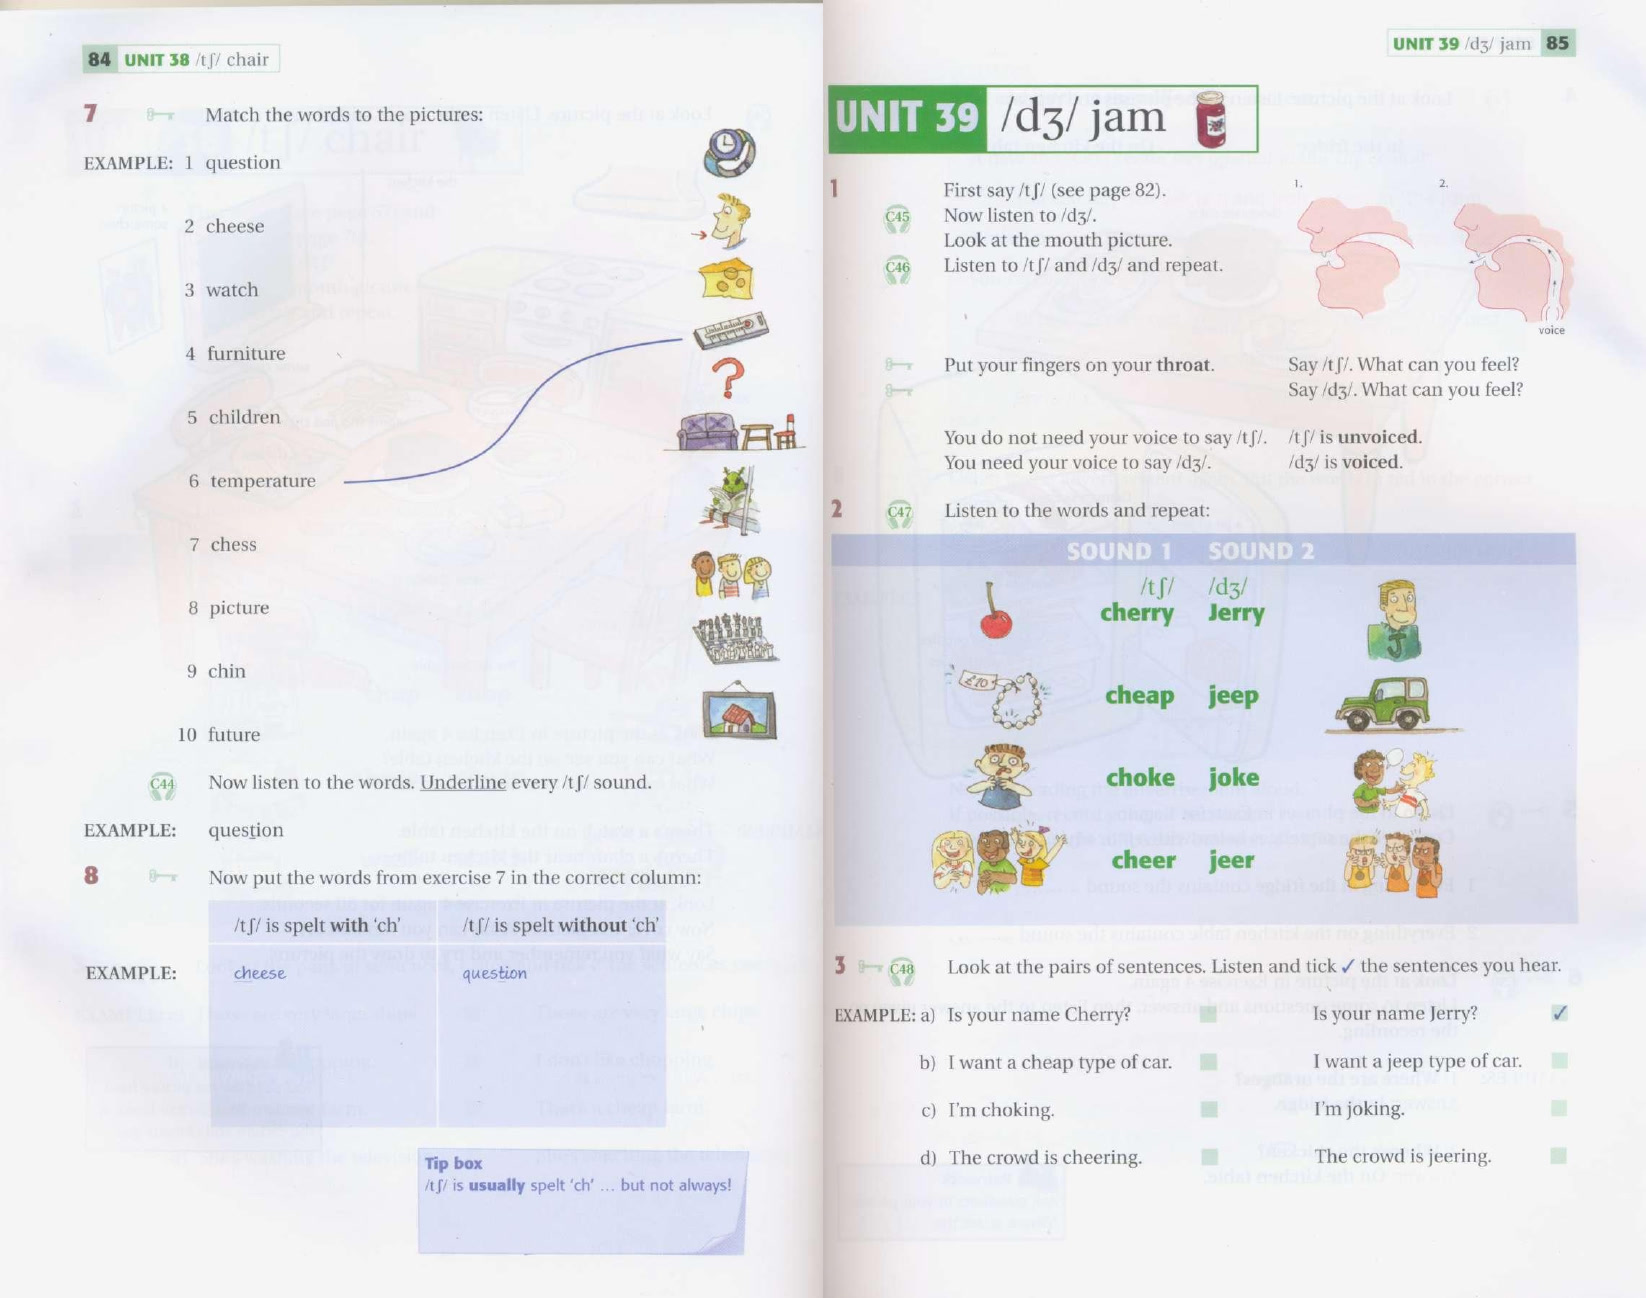 84 UNIT 38 /tʃ/ chair
7 Match the words to the pictures:
EXAMPLE: 1 question
2 cheese
3 watch
4 furniture
5 children
6 temperature
7 chess
8 picture
9 chin
10 future
C44 Now listen to the words. Underline every /tʃ/ sound.
EXAMPLE: question
8 Now put the words from exercise 7 in the correct column:
/tʃ/ is spelt with ‘ch’ /tʃ/ is spelt without ‘ch’
EXAMPLE: cheese question
Tip box
/tʃ/ is usually spelt ‘ch’ ... but not always!
UNIT 39 /dʒ/ jam 85
UNIT 39 /dʒ/ jam
1 First say /tʃ/ (see page 82).
C45 Now listen to /dʒ/.
Look at the mouth picture.
C46 Listen to /tʃ/ and /dʒ/ and repeat.
1. 2.
voice
Put your fingers on your throat. Say /tʃ/. What can you feel?
Say /dʒ/. What can you feel?
You do not need your voice to say /tʃ/. /tʃ/ is unvoiced.
You need your voice to say /dʒ/. /dʒ/ is voiced.
2 C47 Listen to the words and repeat:
SOUND 1 SOUND 2
/tʃ/ /dʒ/
cherry Jerry
J
£10
cheap jeep
choke joke
cheer jeer
3 C48 Look at the pairs of sentences. Listen and tick ✓ the sentences you hear.
EXAMPLE: a) Is your name Cherry? Is your name Jerry? ✓
b) I want a cheap type of car. I want a jeep type of car.
c) I’m choking. I’m joking.
d) The crowd is cheering. The crowd is jeering.